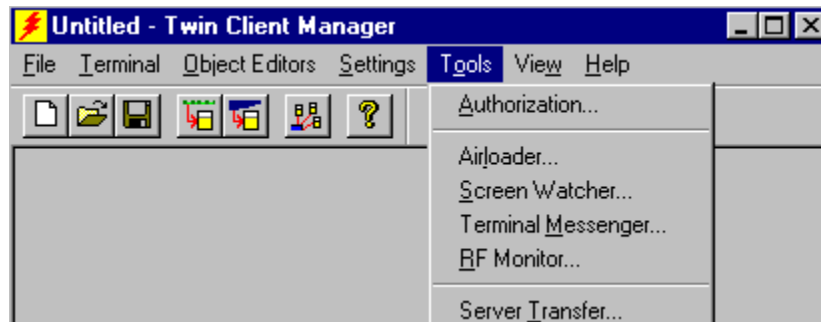 Untitled - Twin Client Manager
File Terminal Object Editors Settings Tools View Help
Authorization...
Airloader...
Screen Watcher...
Terminal Messenger...
RF Monitor...
Server Transfer...